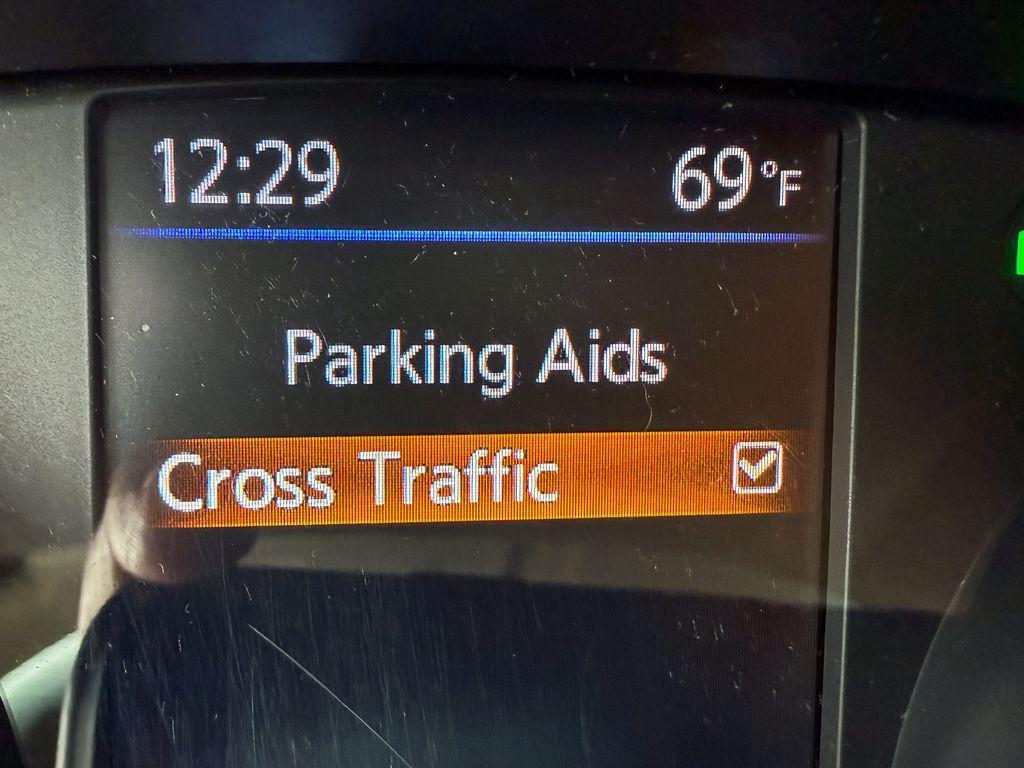 12:29 69°F
Parking Aids
Cross Traffic